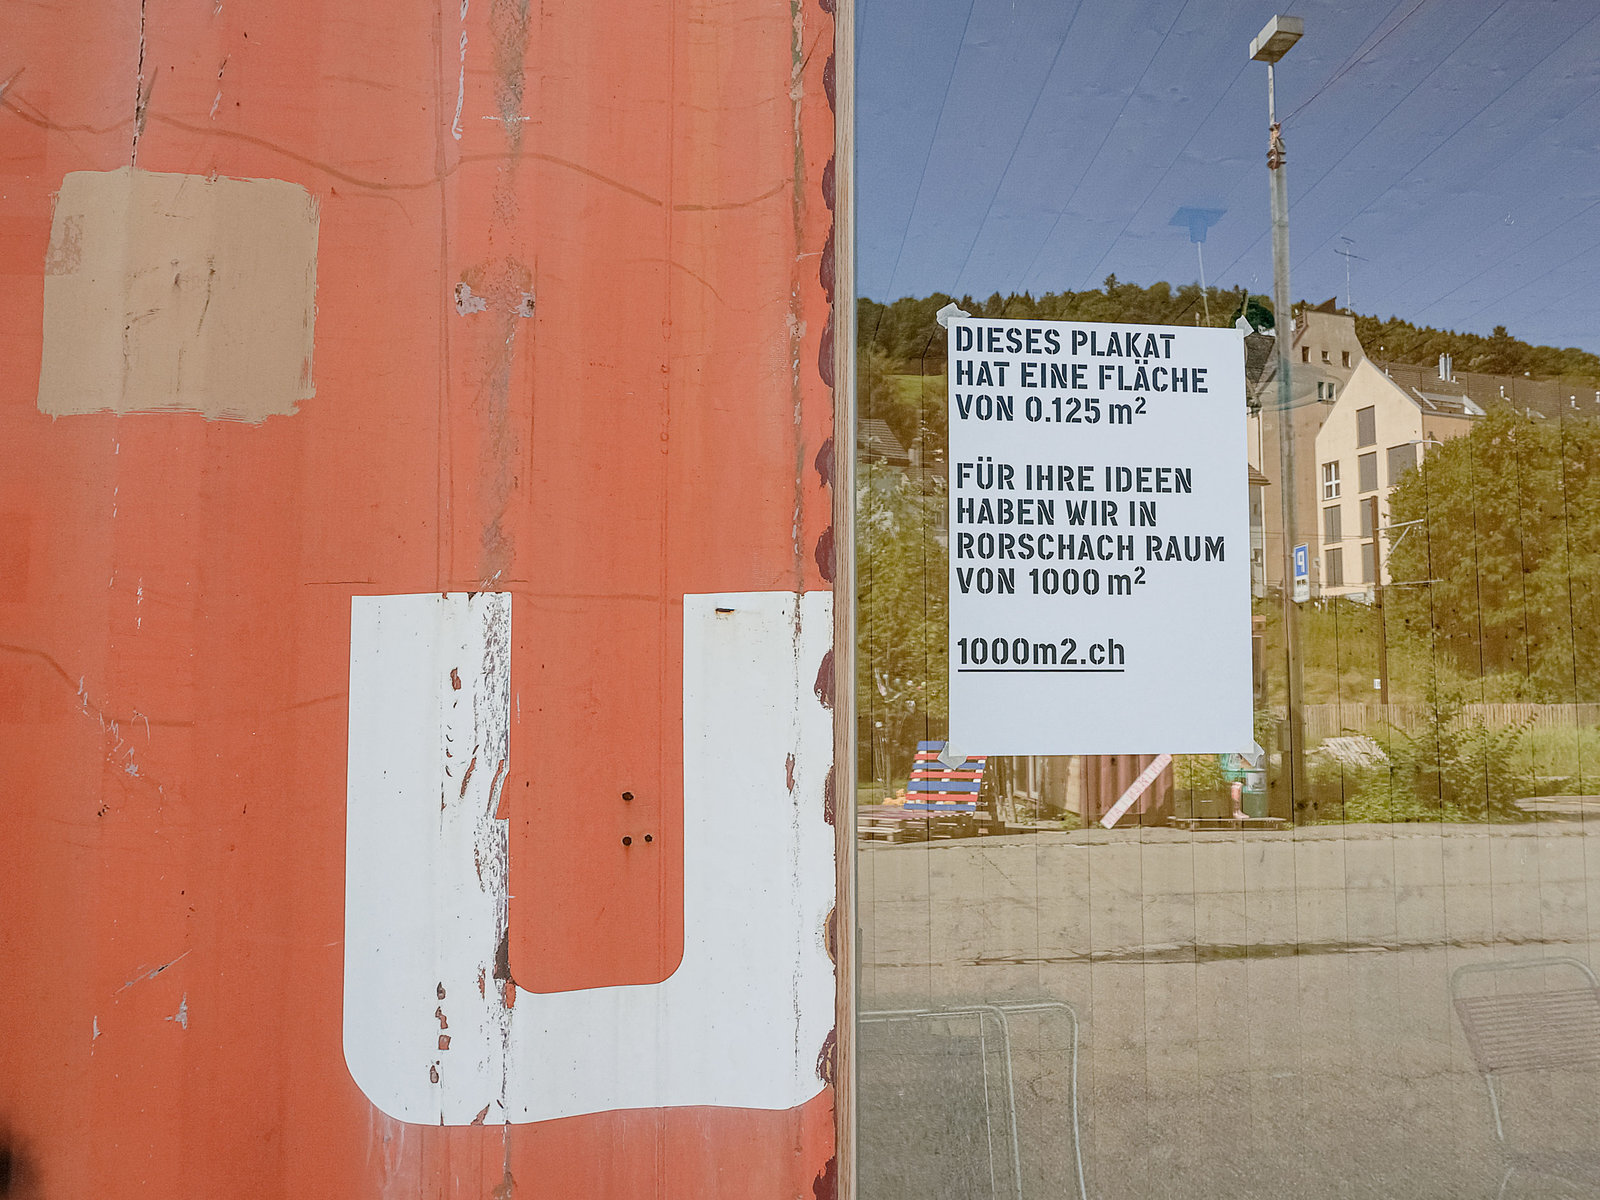 U
DIESES PLAKAT
HAT EINE FLÄCHE
VON 0.125 m²
FÜR IHRE IDEEN
HABEN WIR IN
RORSCHACH RAUM
VON 1000 m²
1000m2.ch
P